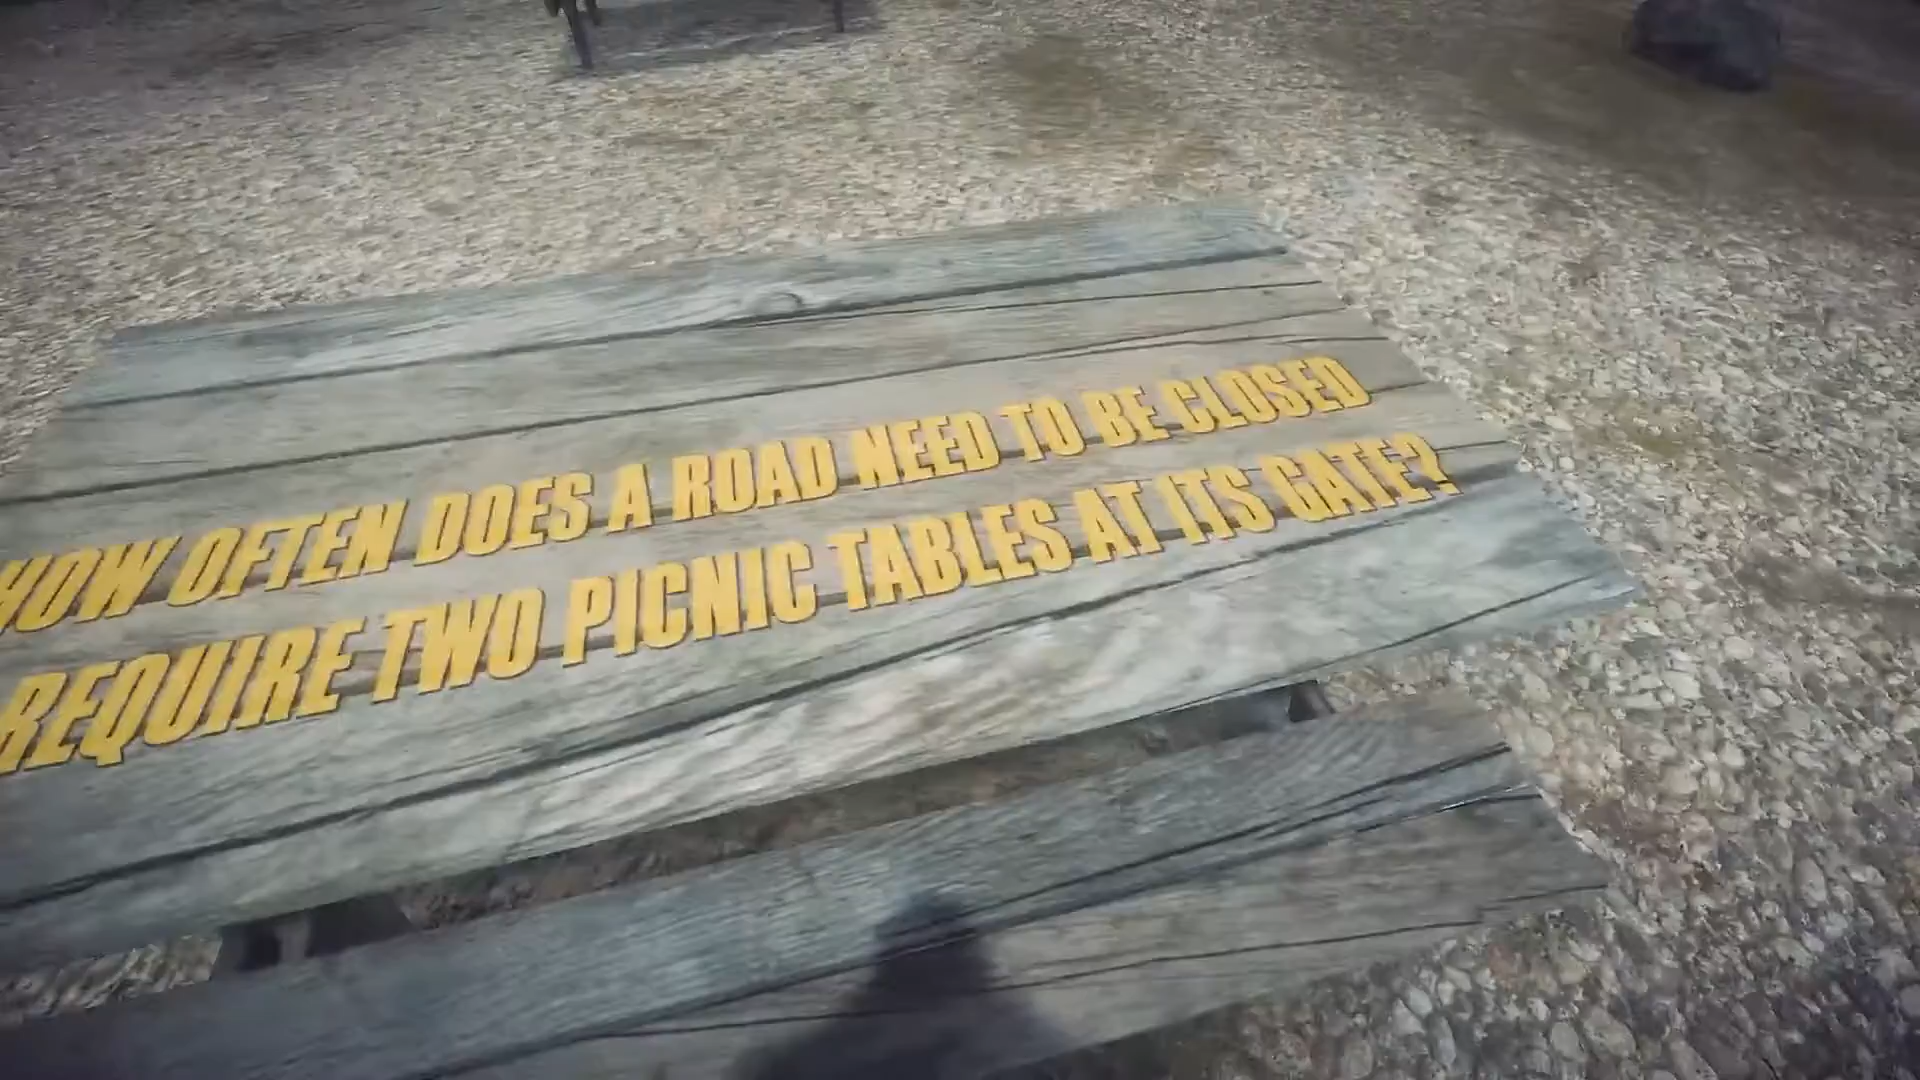 HOW OFTEN DOES A ROAD NEED TO BE CLOSED
REQUIRE TWO PICNIC TABLES AT ITS GATE?